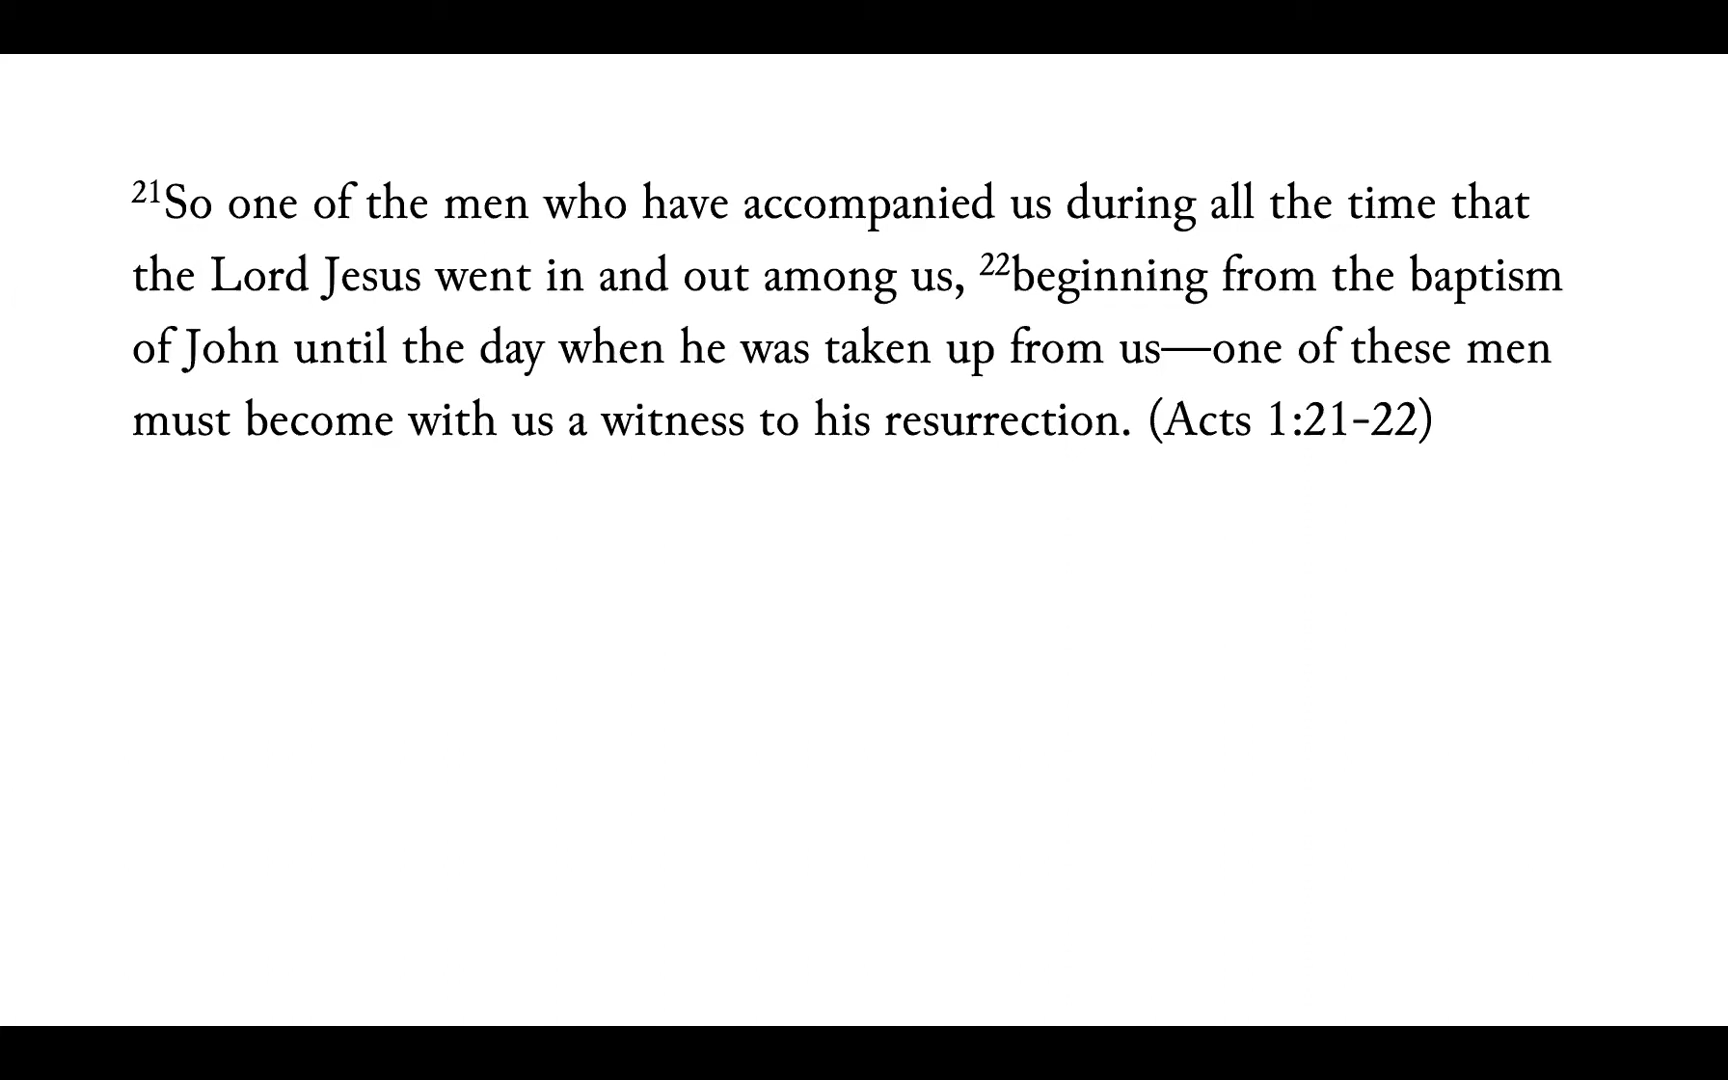 ²¹So one of the men who have accompanied us during all the time that
the Lord Jesus went in and out among us, ²²beginning from the baptism
of John until the day when he was taken up from us—one of these men
must become with us a witness to his resurrection. (Acts 1:21-22)